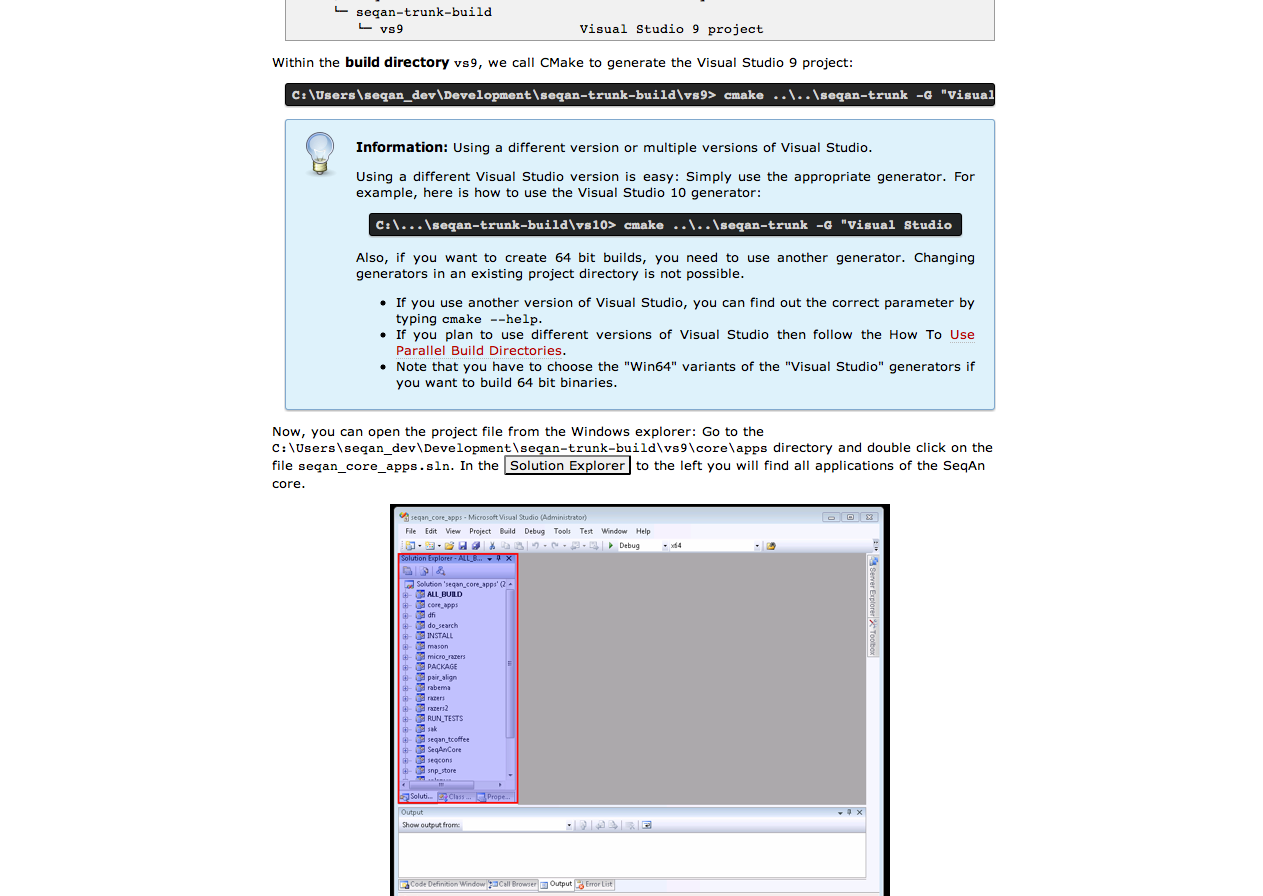 └─ seqan-trunk-build
└─ vs9 Visual Studio 9 project
Within the build directory vs9, we call CMake to generate the Visual Studio 9 project:
C:\Users\seqan_dev\Development\seqan-trunk-build\vs9> cmake ..\..\seqan-trunk -G "Visual
Information: Using a different version or multiple versions of Visual Studio.
Using a different Visual Studio version is easy: Simply use the appropriate generator. For
example, here is how to use the Visual Studio 10 generator:
C:\...\seqan-trunk-build\vs10> cmake ..\..\seqan-trunk -G "Visual Studio
Also, if you want to create 64 bit builds, you need to use another generator. Changing
generators in an existing project directory is not possible.
• If you use another version of Visual Studio, you can find out the correct parameter by
typing cmake --help.
• If you plan to use different versions of Visual Studio then follow the How To Use
Parallel Build Directories.
• Note that you have to choose the "Win64" variants of the "Visual Studio" generators if
you want to build 64 bit binaries.
Now, you can open the project file from the Windows explorer: Go to the
C:\Users\seqan_dev\Development\seqan-trunk-build\vs9\core\apps directory and double click on the
file seqan_core_apps.sln. In the Solution Explorer to the left you will find all applications of the SeqAn
core.
seqan_core_apps - Microsoft Visual Studio (Administrator)
File Edit View Project Build Debug Tools Test Window Help
Debug x64
Solution Explorer - ALL_B...
Solution 'seqan_core_apps' (2
ALL_BUILD
core_apps
dfi
do_search
INSTALL
mason
micro_razers
PACKAGE
pair_align
rabema
razers
razers2
RUN_TESTS
sak
seqan_tcoffee
SeqAnCore
seqcons
snp_store
Soluti... Class ... Prope...
Server Explorer
Toolbox
Output
Show output from:
Code Definition Window Call Browser Output Error List